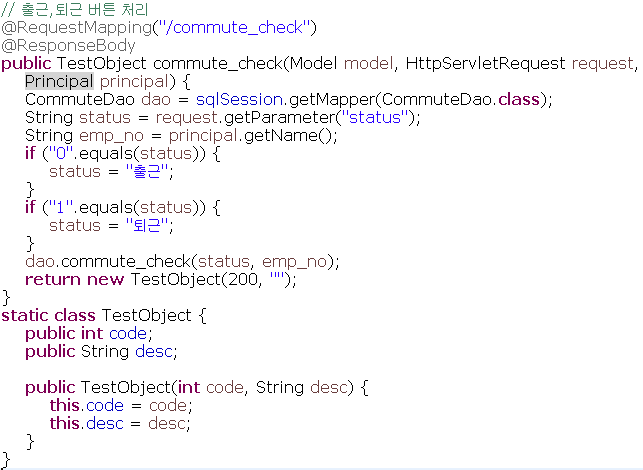 // 출근,퇴근 버튼 처리
@RequestMapping("/commute_check")
@ResponseBody
public TestObject commute_check(Model model, HttpServletRequest request,
    Principal principal) {
    CommuteDao dao = sqlSession.getMapper(CommuteDao.class);
    String status = request.getParameter("status");
    String emp_no = principal.getName();
    if ("0".equals(status)) {
        status = "출근";
    }
    if ("1".equals(status)) {
        status = "퇴근";
    }
    dao.commute_check(status, emp_no);
    return new TestObject(200, "");
}
static class TestObject {
    public int code;
    public String desc;

    public TestObject(int code, String desc) {
        this.code = code;
        this.desc = desc;
    }
}